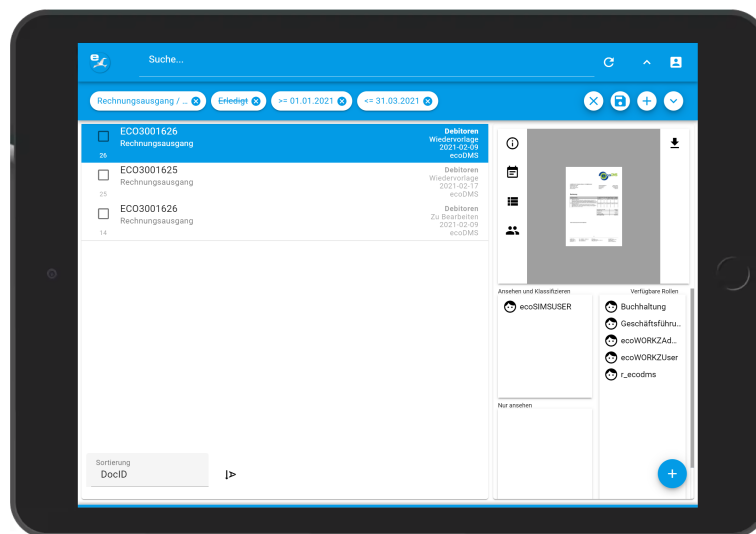 Suche...
Rechnungsausgang / ...
Erledigt
>= 01.01.2021
<= 31.03.2021
ECO3001626
Debitoren
Rechnungsausgang
Wiedervorlage
2021-02-09
26
ecoDMS
ECO3001625
Debitoren
Rechnungsausgang
Wiedervorlage
2021-02-17
25
ecoDMS
ECO3001626
Debitoren
Rechnungsausgang
Zu Bearbeiten
2021-02-09
14
ecoDMS
Ansehen und Klassifizieren
Verfügbare Rollen
ecoSIMSUSER
Buchhaltung
Geschäftsführu...
ecoWORKZAd...
ecoWORKZUser
r_ecodms
Nur ansehen
Sortierung
DocID